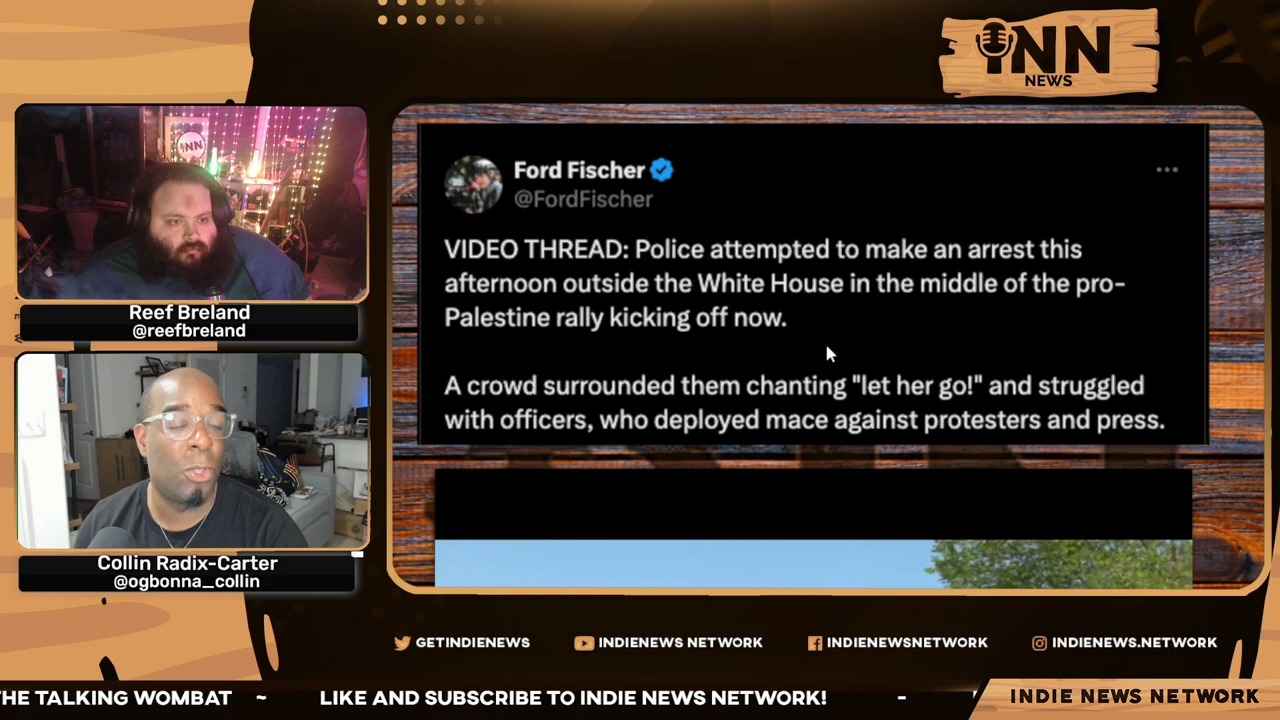 INN
NEWS
INN
Reef Breland
@reefbreland
Collin Radix-Carter
@ogbonna_collin
Ford Fischer
@FordFischer
VIDEO THREAD: Police attempted to make an arrest this
afternoon outside the White House in the middle of the pro-
Palestine rally kicking off now.
A crowd surrounded them chanting "let her go!" and struggled
with officers, who deployed mace against protesters and press.
GETINDIENEWS
INDIENEWS NETWORK
INDIENEWSNETWORK
INDIENEWS.NETWORK
THE TALKING WOMBAT ~ LIKE AND SUBSCRIBE TO INDIE NEWS NETWORK! -
INDIE NEWS NETWORK